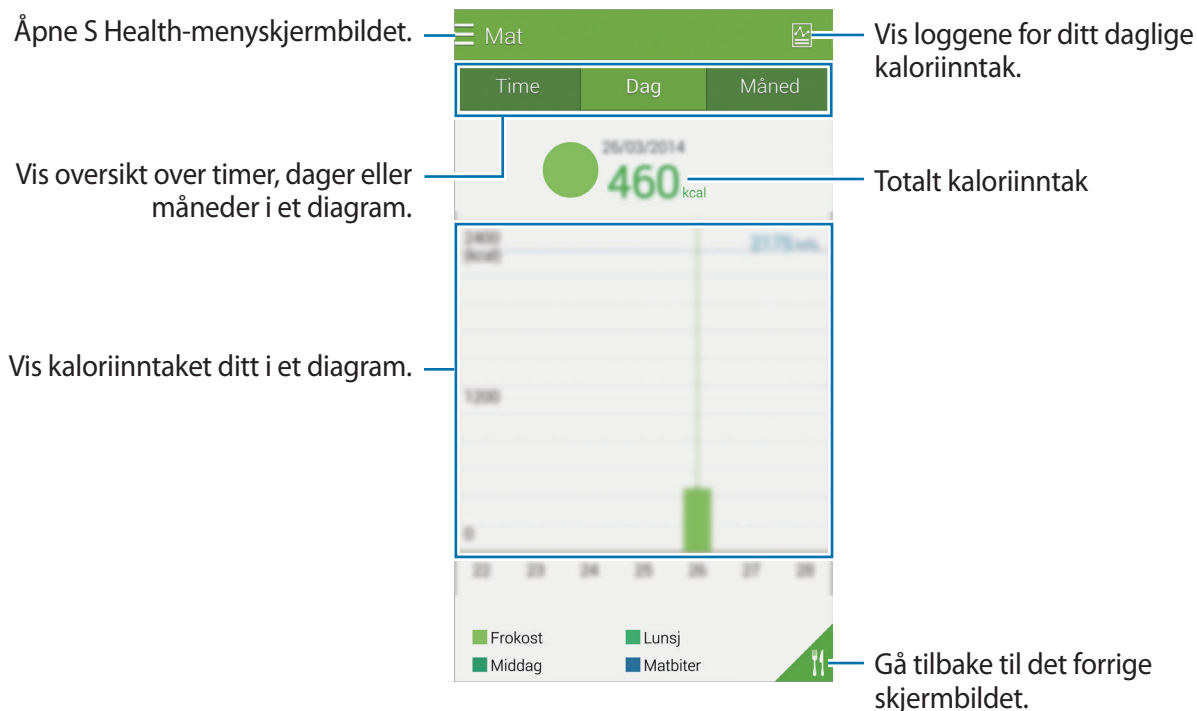 Åpne S Health-menyskjermbildet.
Mat
Vis loggene for ditt daglige
kaloriinntak.
Time
Dag
Måned
Vis oversikt over timer, dager eller
måneder i et diagram.
26/03/2014
460 kcal
Totalt kaloriinntak
2400
(kcal)
Vis kaloriinntaket ditt i et diagram.
1200
0
22 23 24 25 26 27 28
Frokost
Lunsj
Middag
Matbiter
Gå tilbake til det forrige
skjermbildet.